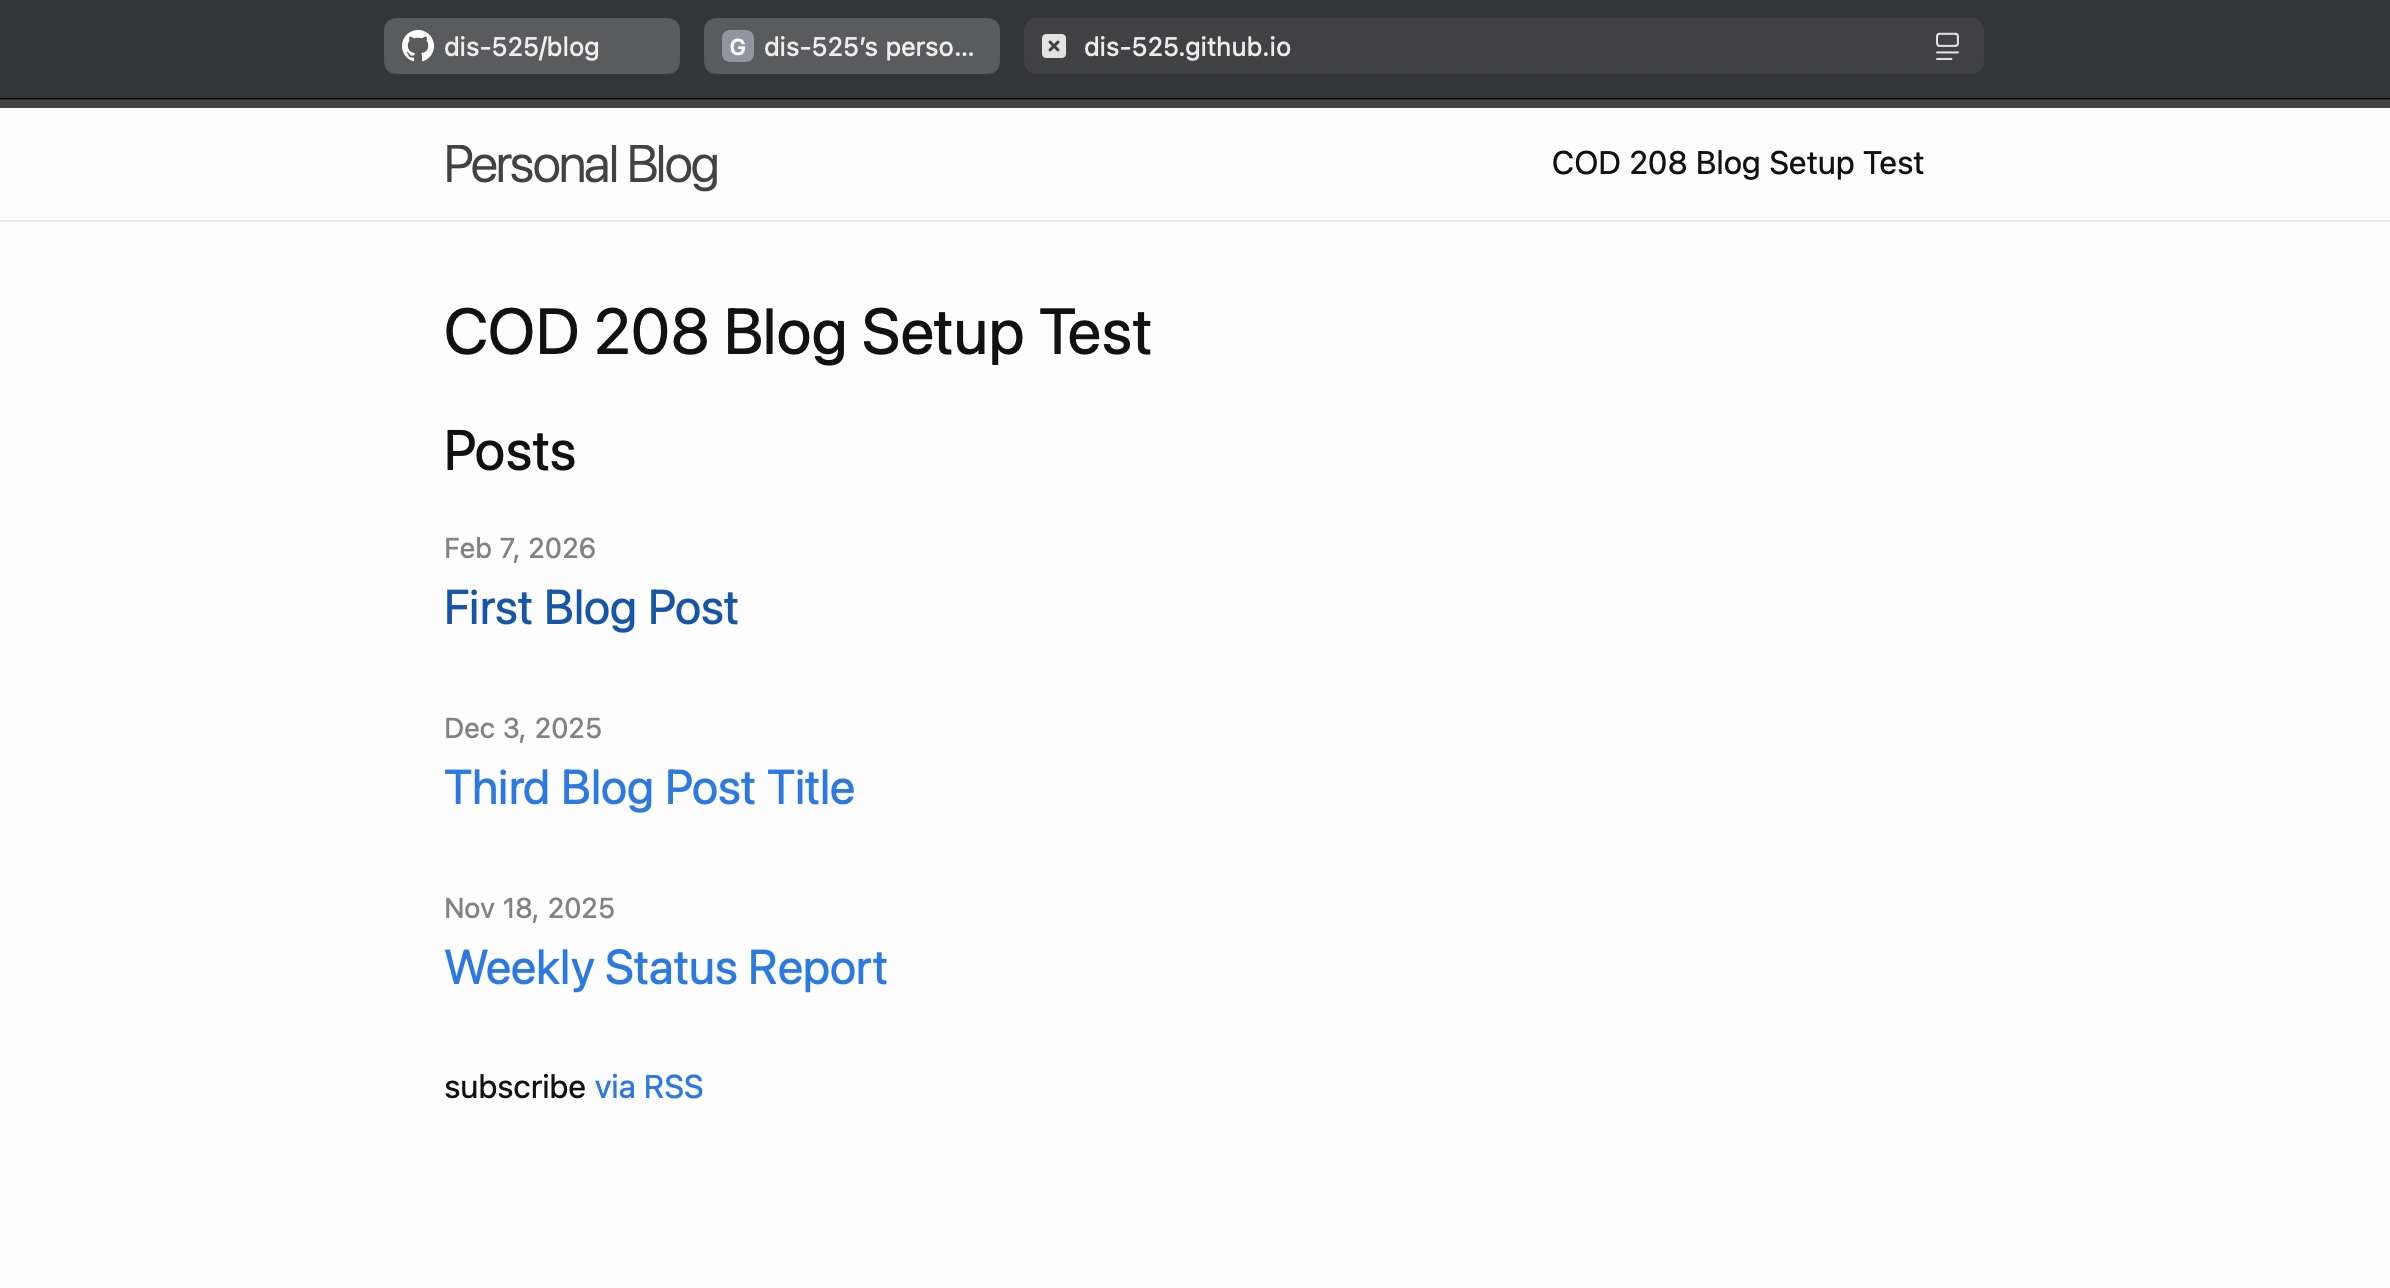 dis-525/blog
G dis-525’s perso...
dis-525.github.io
Personal Blog
COD 208 Blog Setup Test
COD 208 Blog Setup Test
Posts
Feb 7, 2026
First Blog Post
Dec 3, 2025
Third Blog Post Title
Nov 18, 2025
Weekly Status Report
subscribe via RSS